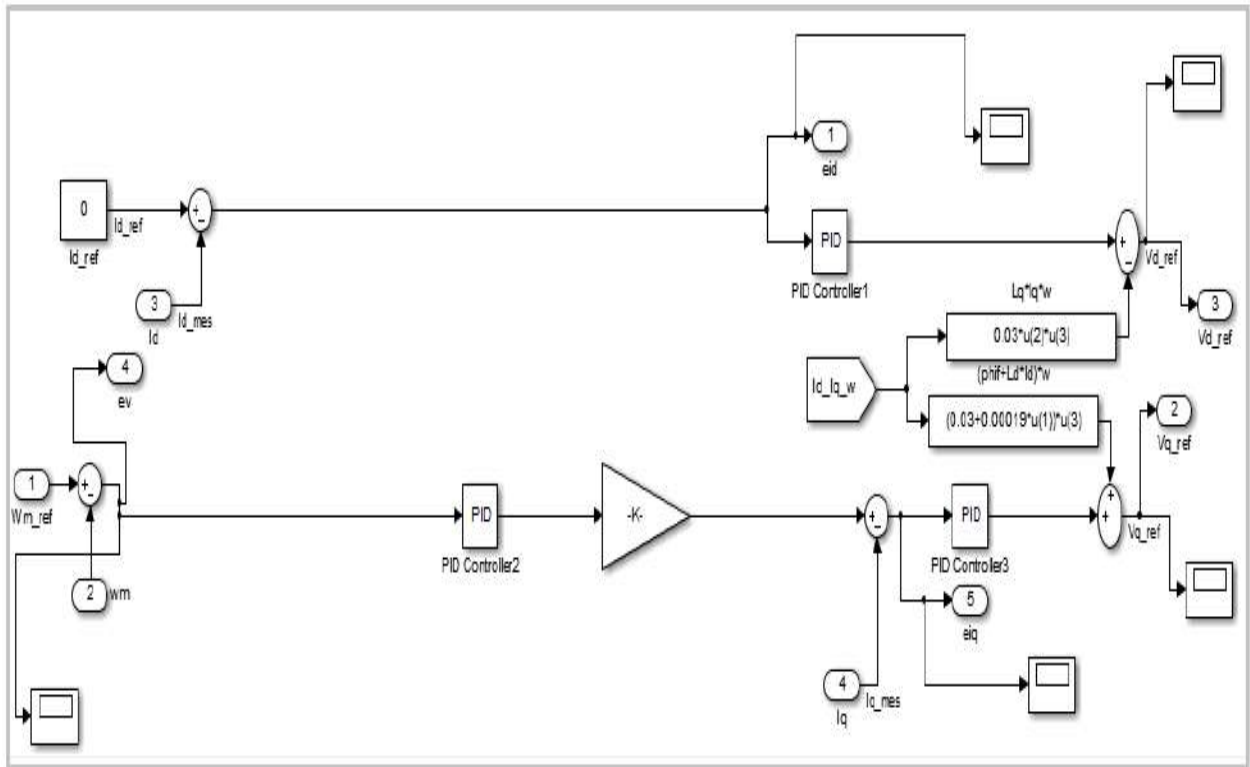 1
eid
0
Id_ref
Id_ref
PID
PID Controller1
+
-
3
Id
Id_mes
+
-
Vd_ref
3
Vd_ref
Lq*Iq*w
0.03*u(2)*u(3)
4
ev
Id_Iq_w
(phif+Ld*Id)*w
(0.03+0.00019*u(1))*u(3)
2
Vq_ref
1
Wm_ref
+
-
PID
PID Controller2
-K-
+
-
PID
PID Controller3
+
+
Vq_ref
2
wm
5
eiq
4
Iq
Iq_mes